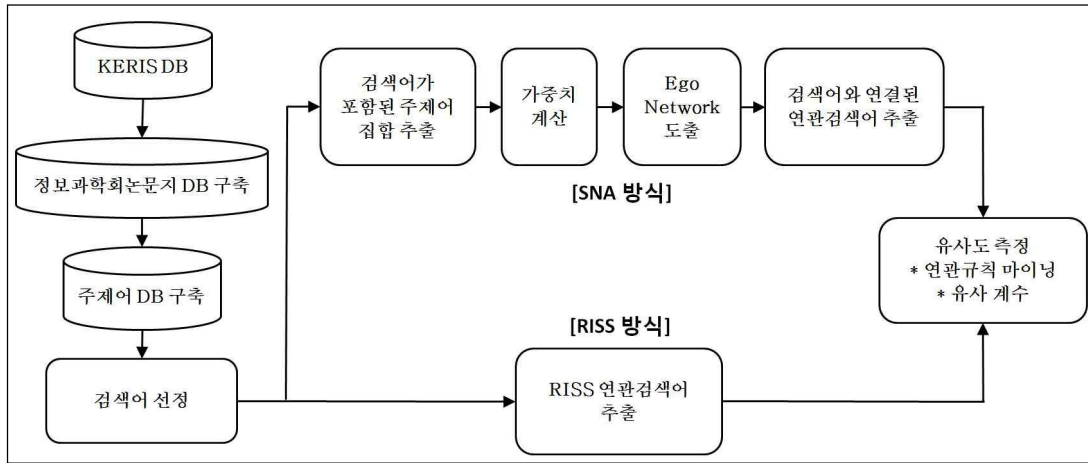 KERIS DB
정보과학회논문지 DB 구축
주제어 DB 구축
검색어 선정
검색어가
포함된 주제어
집합 추출
가중치
계산
Ego
Network
도출
검색어와 연결된
연관검색어 추출
[SNA 방식]
[RISS 방식]
RISS 연관검색어
추출
유사도 측정
* 연관규칙 마이닝
* 유사 계수